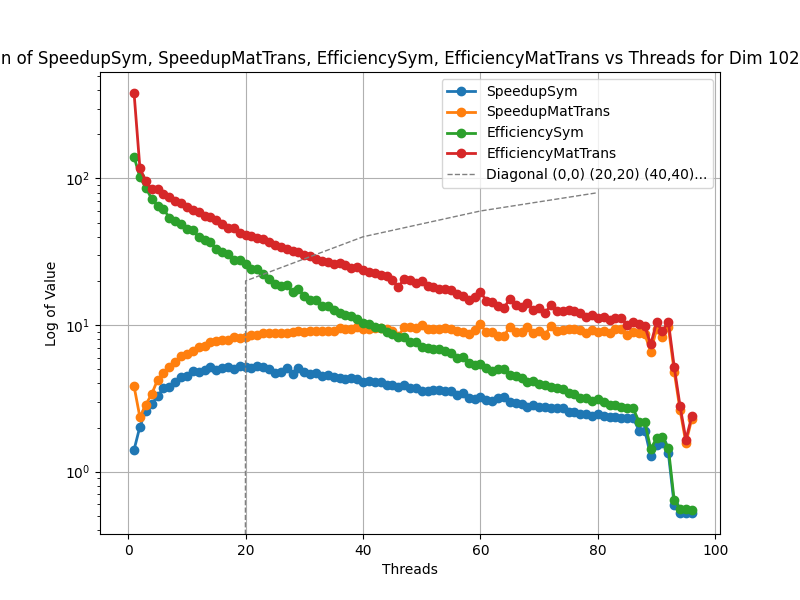 n of SpeedupSym, SpeedupMatTrans, EfficiencySym, EfficiencyMatTrans vs Threads for Dim 102
SpeedupSym
SpeedupMatTrans
EfficiencySym
EfficiencyMatTrans
Diagonal (0,0) (20,20) (40,40)...
Log of Value
10²
10¹
10⁰
0 20 40 60 80 100
Threads